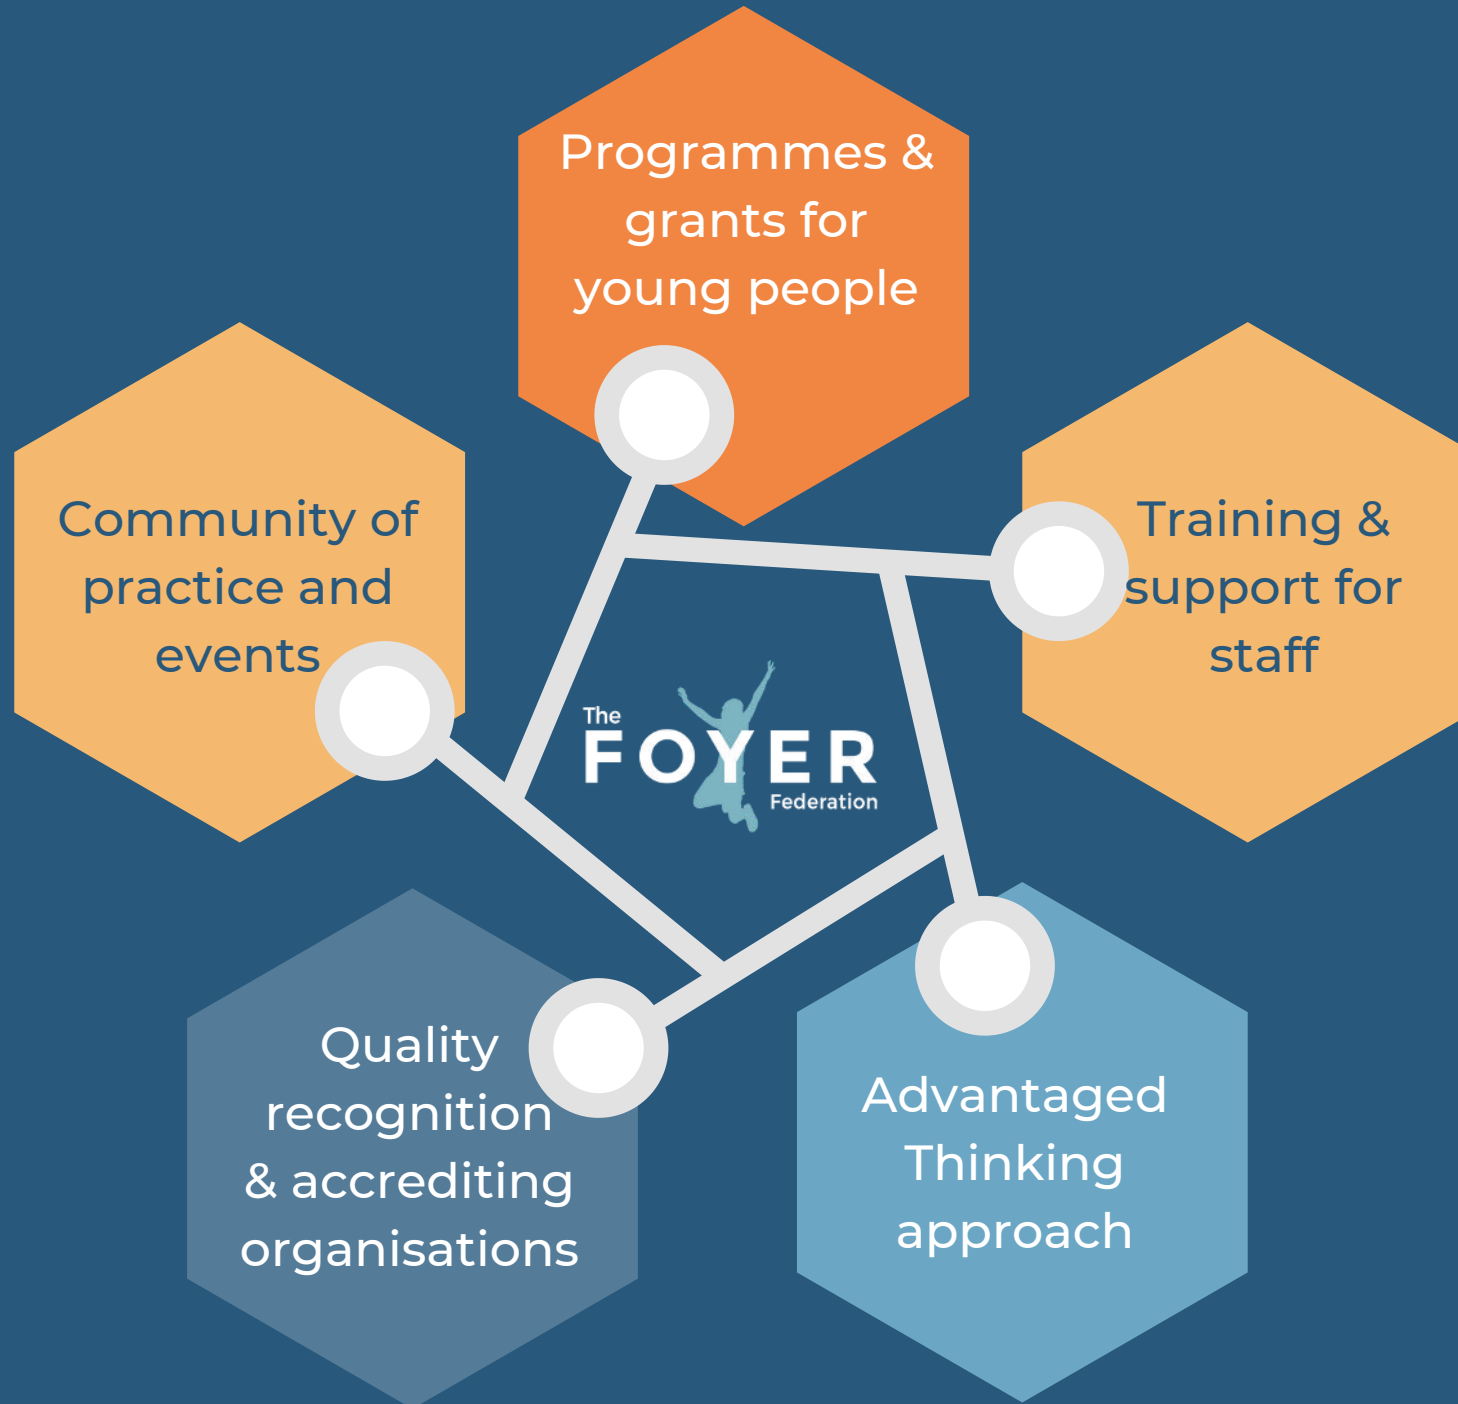 Programmes &
grants for
young people
Community of
practice and
events
Training &
support for
staff
The
FOYER
Federation
Quality
recognition
& accrediting
organisations
Advantaged
Thinking
approach